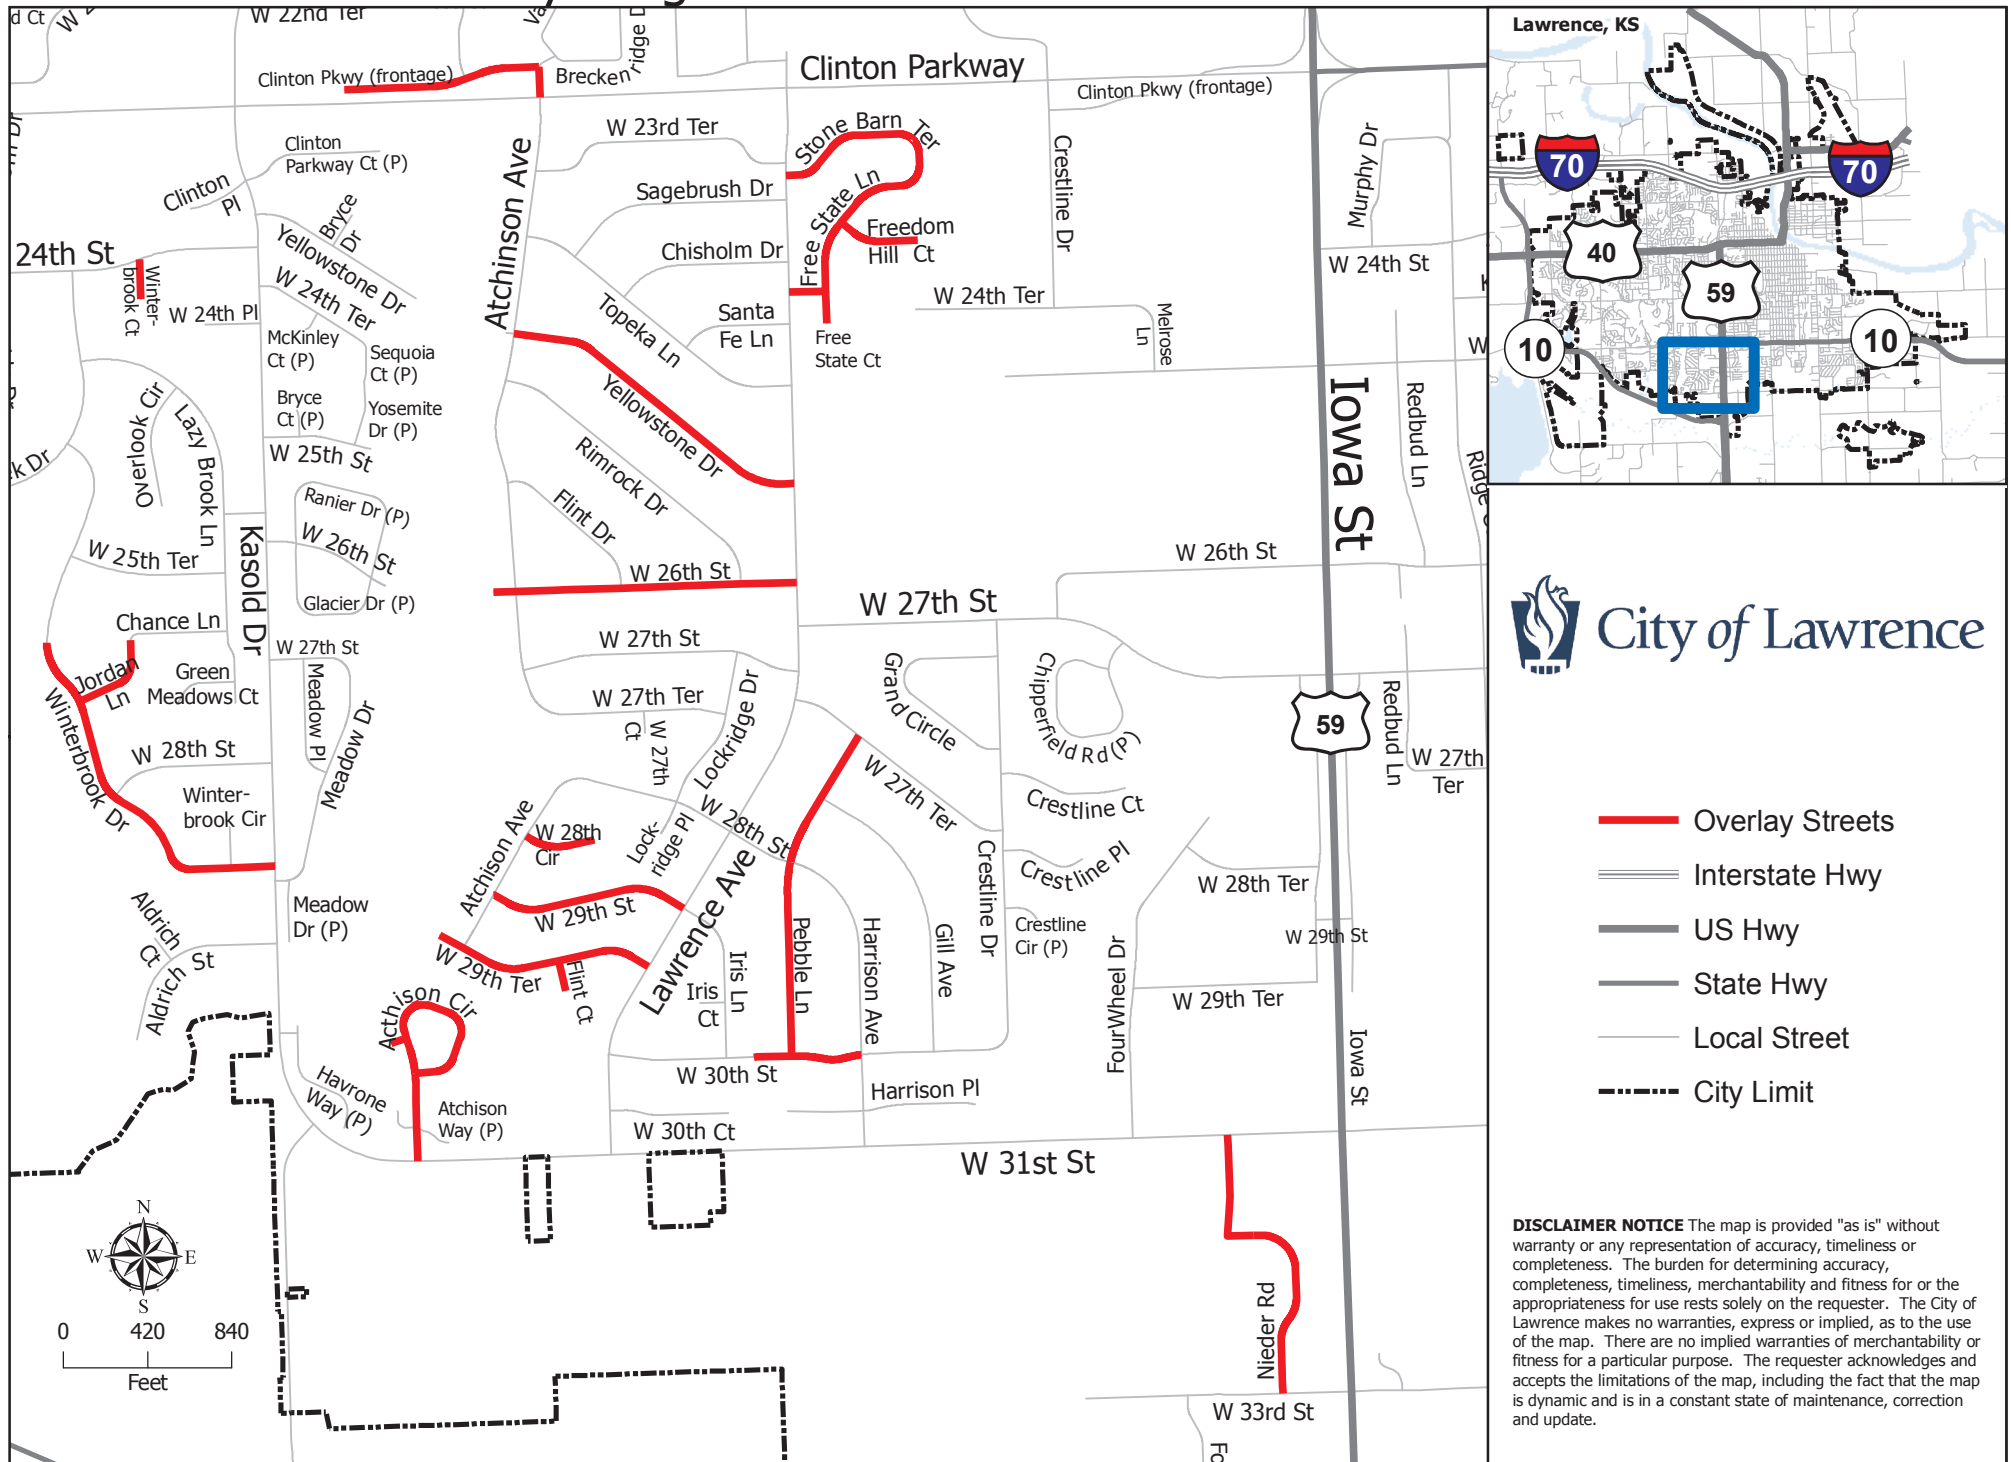 d Ct
W 2
W 22nd Ter
Va
ridge D
Clinton Pkwy (frontage)
Brecken
Clinton Parkway
Clinton Pkwy (frontage)
W 23rd Ter
Stone Barn Ter
Clinton
Parkway Ct (P)
Clinton
Pl
Atchinson Ave
Sagebrush Dr
Free State Ln
Crestline Dr
Murphy Dr
Bryce
Dr
Yellowstone Dr
24th St
Winter-
brook Ct
W 24th Ter
Chisholm Dr
Freedom
Hill Ct
W 24th St
W 24th Pl
Topeka Ln
Santa
Fe Ln
W 24th Ter
Melrose
Ln
McKinley
Ct (P)
Sequoia
Ct (P)
Free
State Ct
W
Bryce
Ct (P)
Yosemite
Dr (P)
Yellowstone Dr
Iowa St
Redbud Ln
Ridge
Overlook Cir
Lazy Brook Ln
k Dr
W 25th St
Rimrock Dr
Flint Dr
Ranier Dr (P)
W 26th St
Glacier Dr (P)
W 25th Ter
Kasold Dr
W 26th St
W 26th St
W 27th St
Chance Ln
W 27th St
W 27th St
Jordan
Ln
Green
Meadows Ct
Meadow Pl
Meadow Dr
W 27th Ter
W 27th
Ct
Lockridge Dr
Grand Circle
Chipperfield Rd (P)
59
Redbud Ln
W 27th
Ter
Winterbrook Dr
W 28th St
Winter-
brook Cir
W 27th Ter
Crestline Ct
Atchison Ave
W 28th
Cir
Lock-
ridge Pl
W 28th St
Crestline Pl
W 28th Ter
Lawrence Ave
Aldrich
Ct
Aldrich St
Meadow
Dr (P)
W 29th St
W 29th Ter
Flint Ct
Iris Ln
Iris
Ct
Pebble Ln
Harrison Ave
Gill Ave
Crestline Dr
Crestline
Cir (P)
FourWheel Dr
W 29th St
W 29th Ter
Iowa St
Acthison Cir
Havrone
Way (P)
Atchison
Way (P)
W 30th St
Harrison Pl
W 30th Ct
W 31st St
Nieder Rd
W 33rd St
Fo
N
W
E
S
0
420
840
Feet
Lawrence, KS
70
70
40
59
10
10
City of Lawrence
Overlay Streets
Interstate Hwy
US Hwy
State Hwy
Local Street
City Limit
DISCLAIMER NOTICE The map is provided "as is" without
warranty or any representation of accuracy, timeliness or
completeness. The burden for determining accuracy,
completeness, timeliness, merchantability and fitness for or the
appropriateness for use rests solely on the requester. The City of
Lawrence makes no warranties, express or implied, as to the use
of the map. There are no implied warranties of merchantability or
fitness for a particular purpose. The requester acknowledges and
accepts the limitations of the map, including the fact that the map
is dynamic and is in a constant state of maintenance, correction
and update.